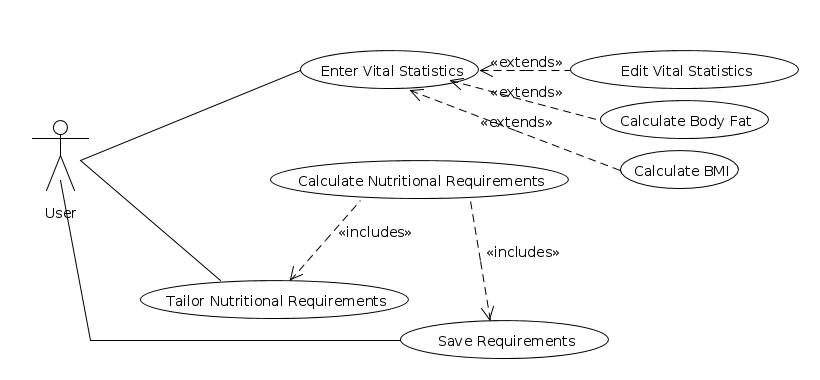 Enter Vital Statistics
«extends»
Edit Vital Statistics
«extends»
Calculate Body Fat
«extends»
Calculate BMI
Calculate Nutritional Requirements
User
«includes»
«includes»
Tailor Nutritional Requirements
Save Requirements